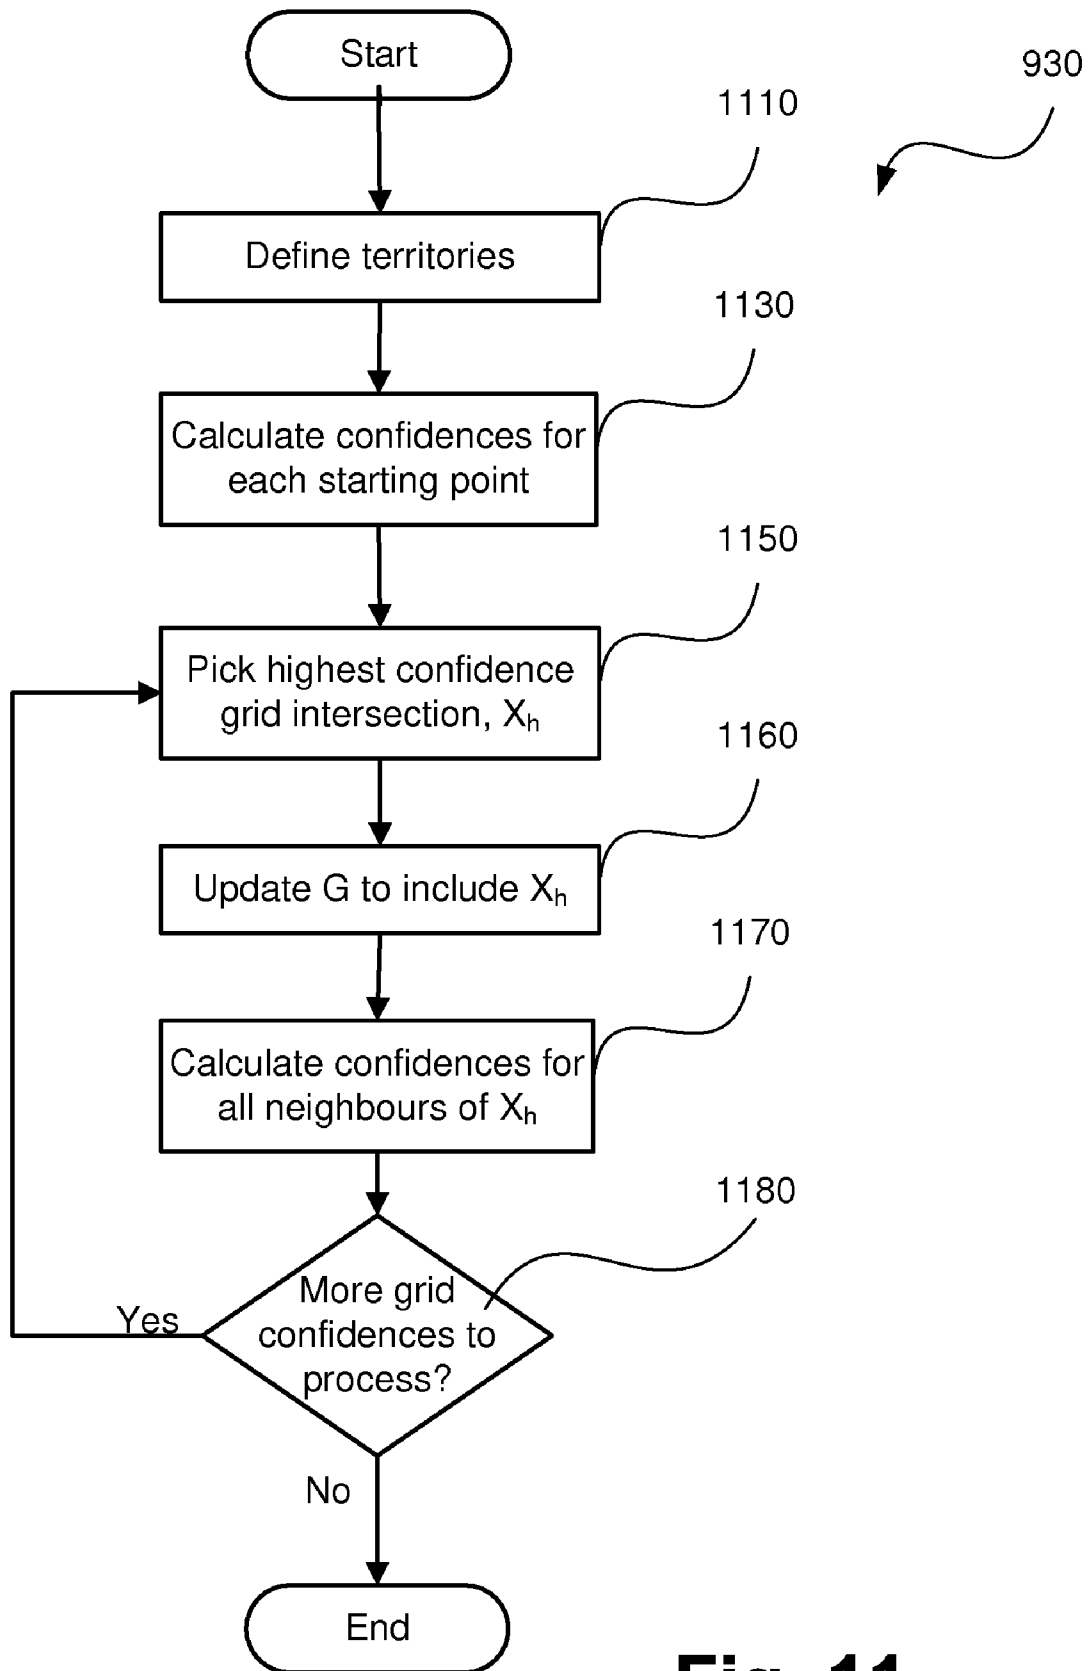 Start
930
1110
Define territories
1130
Calculate confidences for
each starting point
1150
Pick highest confidence
grid intersection, Xh
1160
Update G to include Xh
1170
Calculate confidences for
all neighbours of Xh
1180
More grid
confidences to
process?
Yes
No
End
Fig. 11